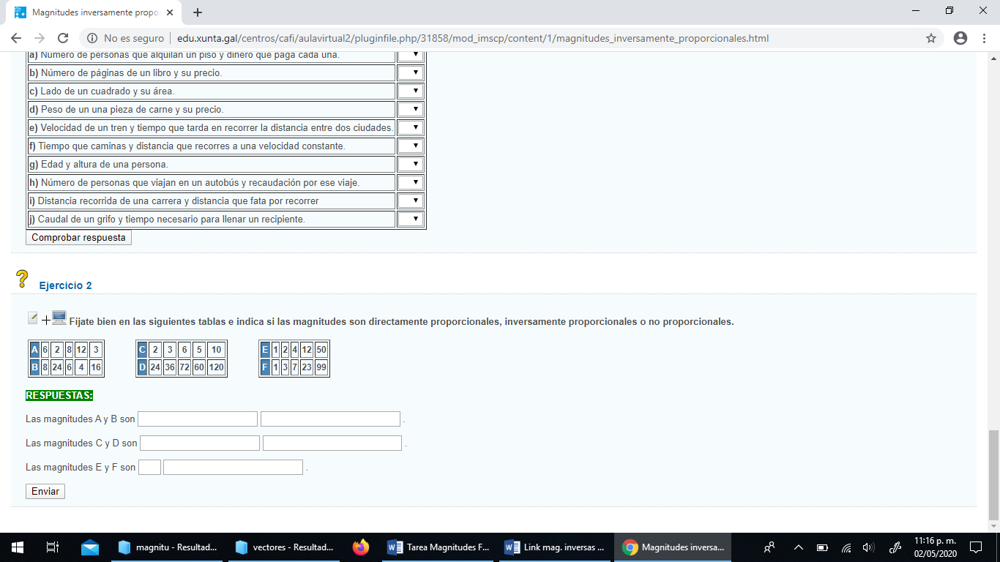 Magnitudes inversamente propo
No es seguro edu.xunta.gal/centros/cafi/aulavirtual2/pluginfile.php/31858/mod_imscp/content/1/magnitudes_inversamente_proporcionales.html
a) Número de personas que alquilan un piso y dinero que paga cada una.
b) Número de páginas de un libro y su precio.
c) Lado de un cuadrado y su área.
d) Peso de un una pieza de carne y su precio.
e) Velocidad de un tren y tiempo que tarda en recorrer la distancia entre dos ciudades.
f) Tiempo que caminas y distancia que recorres a una velocidad constante.
g) Edad y altura de una persona.
h) Número de personas que viajan en un autobús y recaudación por ese viaje.
i) Distancia recorrida de una carrera y distancia que fata por recorrer
j) Caudal de un grifo y tiempo necesario para llenar un recipiente.
Comprobar respuesta
Ejercicio 2
Fíjate bien en las siguientes tablas e indica si las magnitudes son directamente proporcionales, inversamente proporcionales o no proporcionales.
A 6 2 8 12 3 C 2 3 6 5 10 E 1 2 4 12 50
B 8 24 6 4 16 D 24 36 72 60 120 F 1 3 7 23 99
RESPUESTAS:
Las magnitudes A y B son .
Las magnitudes C y D son .
Las magnitudes E y F son .
Enviar
magnitu - Resultad... vectores - Resultad... Tarea Magnitudes F... Link mag. inversas ... Magnitudes inversa... 11:16 p. m.
02/05/2020